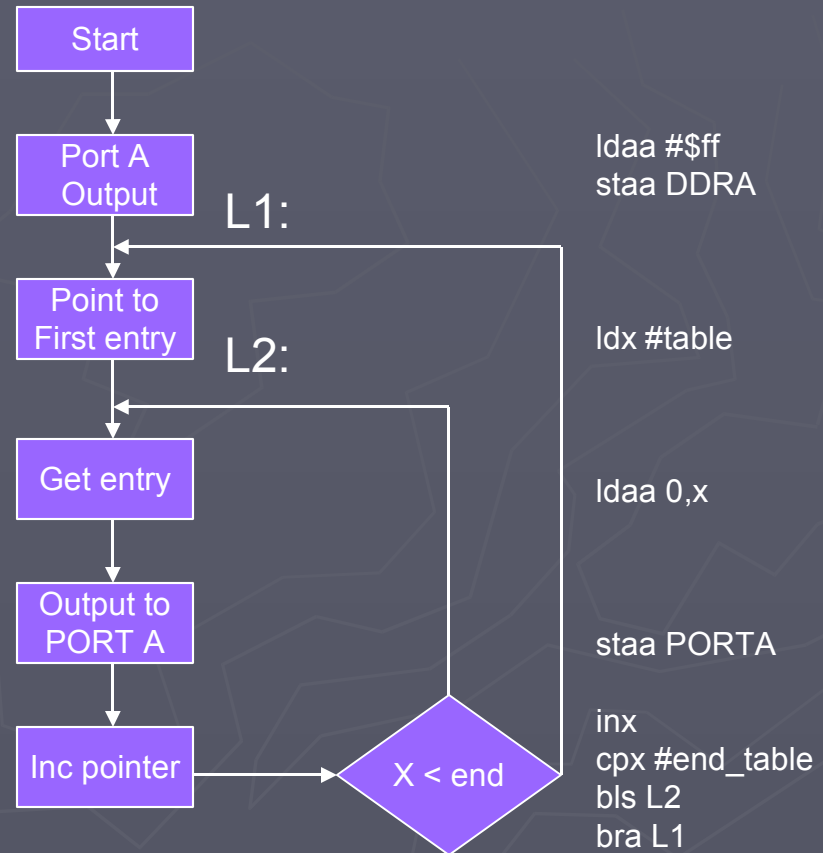 Start
Port A
Output
ldaa #$ff
staa DDRA
L1:
Point to
First entry
ldx #table
L2:
Get entry
ldaa 0,x
Output to
PORT A
staa PORTA
Inc pointer
X < end
inx
cpx #end_table
bls L2
bra L1